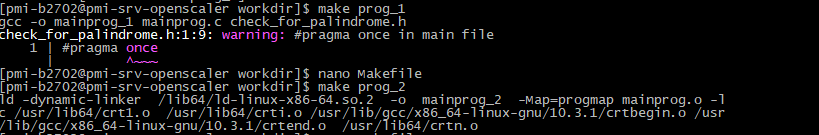 [pmi-b2702@pmi-srv-openscaler workdir]$ make prog_1
gcc -o mainprog_1 mainprog.c check_for_palindrome.h
check_for_palindrome.h:1:9: warning: #pragma once in main file
    1 | #pragma once
      |         ^~~~
[pmi-b2702@pmi-srv-openscaler workdir]$ nano Makefile
[pmi-b2702@pmi-srv-openscaler workdir]$ make prog_2
ld -dynamic-linker  /lib64/ld-linux-x86-64.so.2  -o  mainprog_2  -Map=progmap mainprog.o -l
c /usr/lib64/crt1.o  /usr/lib64/crti.o /usr/lib/gcc/x86_64-linux-gnu/10.3.1/crtbegin.o /usr
/lib/gcc/x86_64-linux-gnu/10.3.1/crtend.o  /usr/lib64/crtn.o